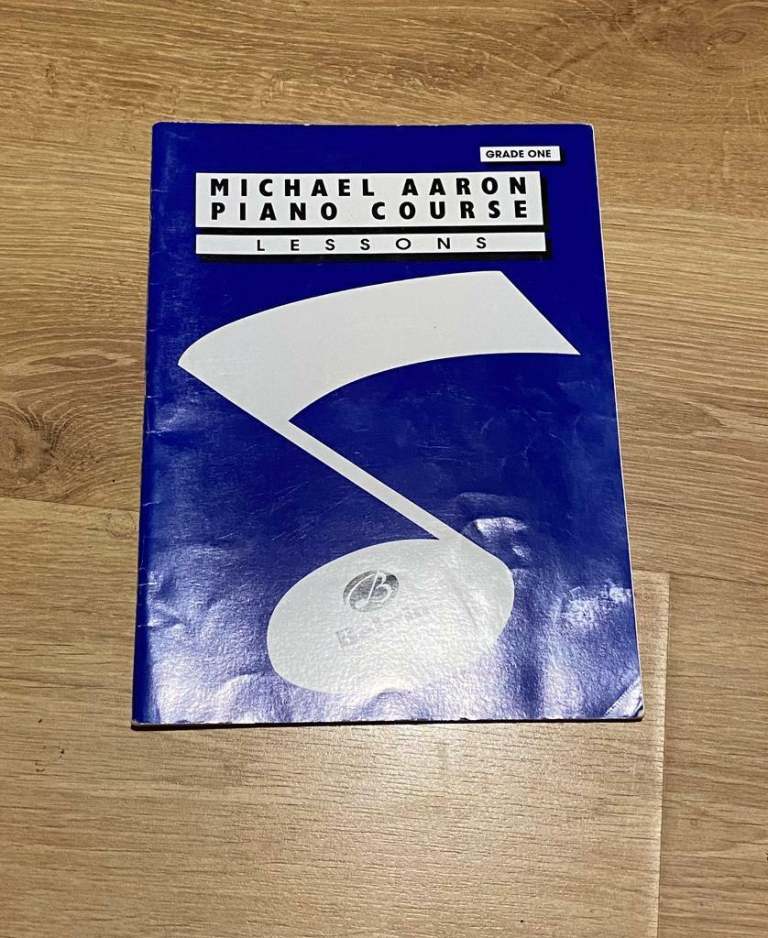 GRADE ONE
MICHAEL AARON
PIANO COURSE
LESSONS
B